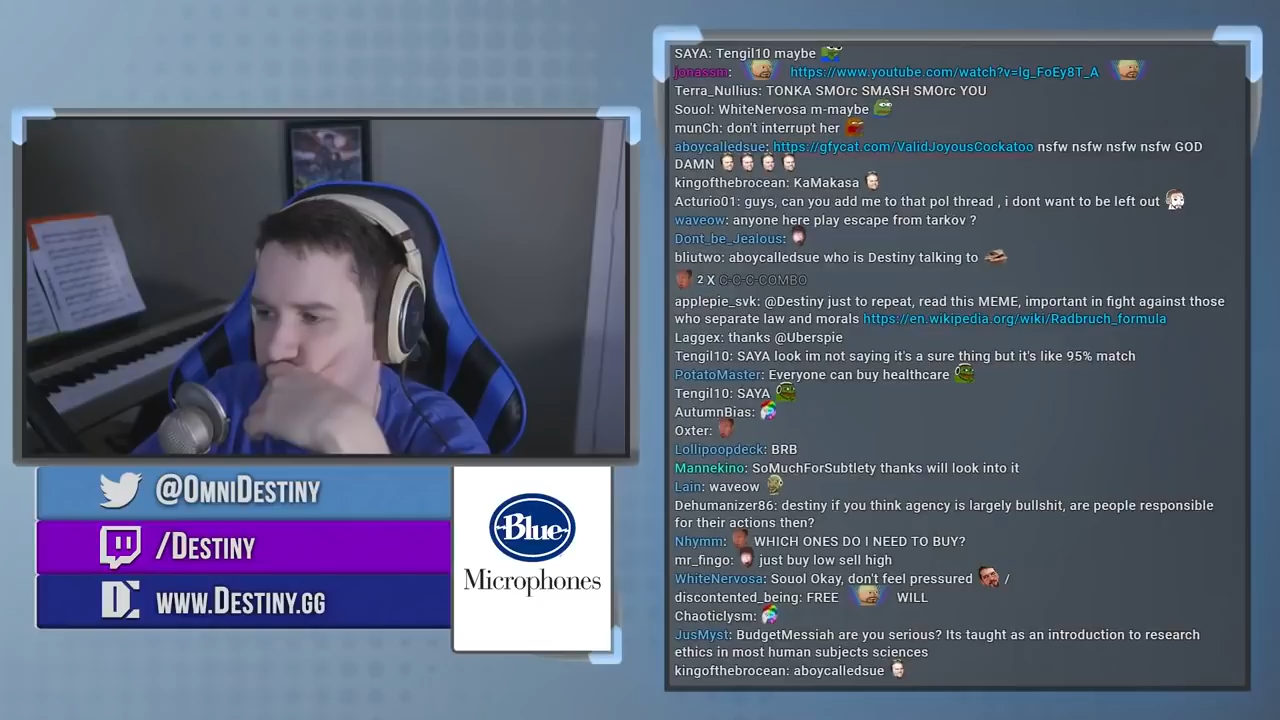 SAYA: Tengil10 maybe
jonassm: https://www.youtube.com/watch?v=Ig_FoEy8T_A
Terra_Nullius: TONKA SMOrc SMASH SMOrc YOU
Souol: WhiteNervosa m-maybe
munCh: don't interrupt her
aboycalledsue: https://gfycat.com/ValidJoyousCockatoo nsfw nsfw nsfw nsfw GOD
DAMN
kingofthebrocean: KaMakasa
Acturio01: guys, can you add me to that pol thread , i dont want to be left out
waveow: anyone here play escape from tarkov ?
Dont_be_Jealous:
bliutwo: aboycalledsue who is Destiny talking to
2 X C-C-C-COMBO
applepie_svk: @Destiny just to repeat, read this MEME, important in fight against those
who separate law and morals https://en.wikipedia.org/wiki/Radbruch_formula
Laggex: thanks @Uberspie
Tengil10: SAYA look im not saying it's a sure thing but it's like 95% match
PotatoMaster: Everyone can buy healthcare
Tengil10: SAYA
AutumnBias:
Oxter:
Lollipoopdeck: BRB
Mannekino: SoMuchForSubtlety thanks will look into it
Lain: waveow
Dehumanizer86: destiny if you think agency is largely bullshit, are people responsible
for their actions then?
Nhymm: WHICH ONES DO I NEED TO BUY?
mr_fingo: just buy low sell high
WhiteNervosa: Souol Okay, don't feel pressured /
discontented_being: FREE WILL
Chaoticlysm:
JusMyst: BudgetMessiah are you serious? Its taught as an introduction to research
ethics in most human subjects sciences
kingofthebrocean: aboycalledsue
@OmniDestiny
/Destiny
www.Destiny.gg
Blue
Microphones